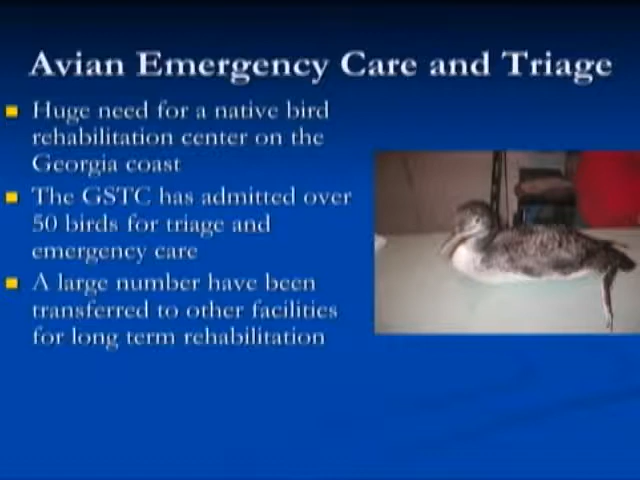 Avian Emergency Care and Triage
Huge need for a native bird
rehabilitation center on the
Georgia coast
The GSTC has admitted over
50 birds for triage and
emergency care
A large number have been
transferred to other facilities
for long term rehabilitation